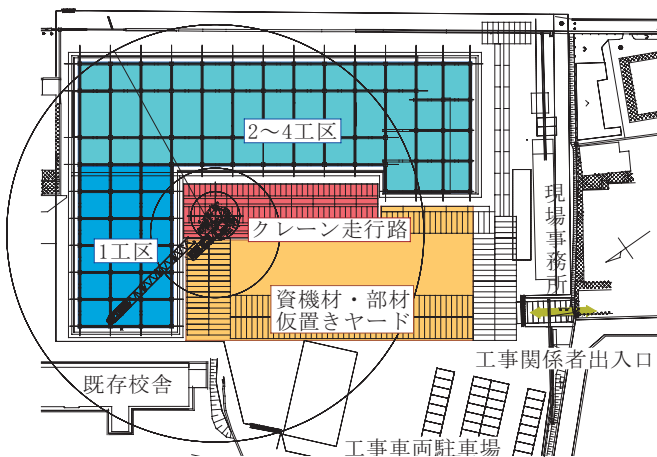 2～4工区
1工区
クレーン走行路
現場事務所
資機材・部材
仮置きヤード
工事関係者出入口
既存校舎
工事車両駐車場